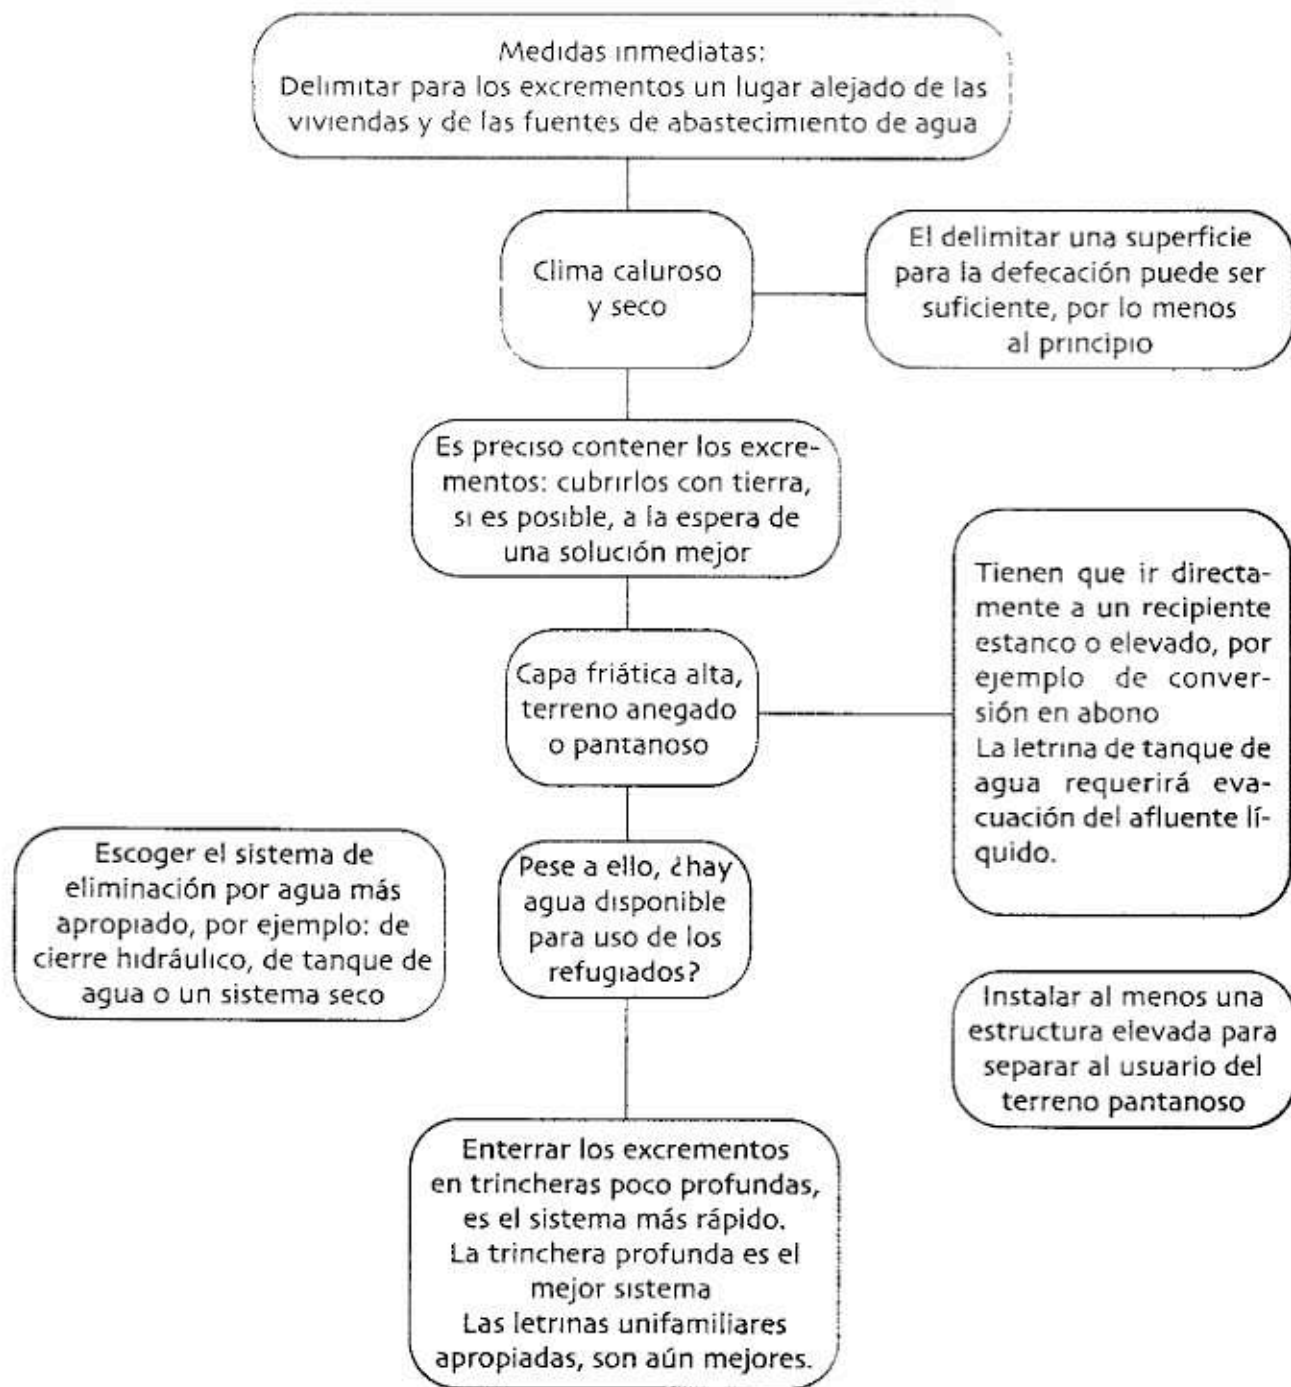 Medidas inmediatas:
Delimitar para los excrementos un lugar alejado de las
viviendas y de las fuentes de abastecimiento de agua
Clima caluroso
y seco
El delimitar una superficie
para la defecación puede ser
suficiente, por lo menos
al principio
Es preciso contener los excre-
mentos: cubrirlos con tierra,
si es posible, a la espera de
una solución mejor
Capa friática alta,
terreno anegado
o pantanoso
Tienen que ir directa-
mente a un recipiente
estanco o elevado, por
ejemplo de conver-
sión en abono
La letrina de tanque de
agua requerirá eva-
cuación del afluente lí-
quido.
Escoger el sistema de
eliminación por agua más
apropiado, por ejemplo: de
cierre hidráulico, de tanque de
agua o un sistema seco
Pese a ello, ¿hay
agua disponible
para uso de los
refugiados?
Instalar al menos una
estructura elevada para
separar al usuario del
terreno pantanoso
Enterrar los excrementos
en trincheras poco profundas,
es el sistema más rápido.
La trinchera profunda es el
mejor sistema
Las letrinas unifamiliares
apropiadas, son aún mejores.